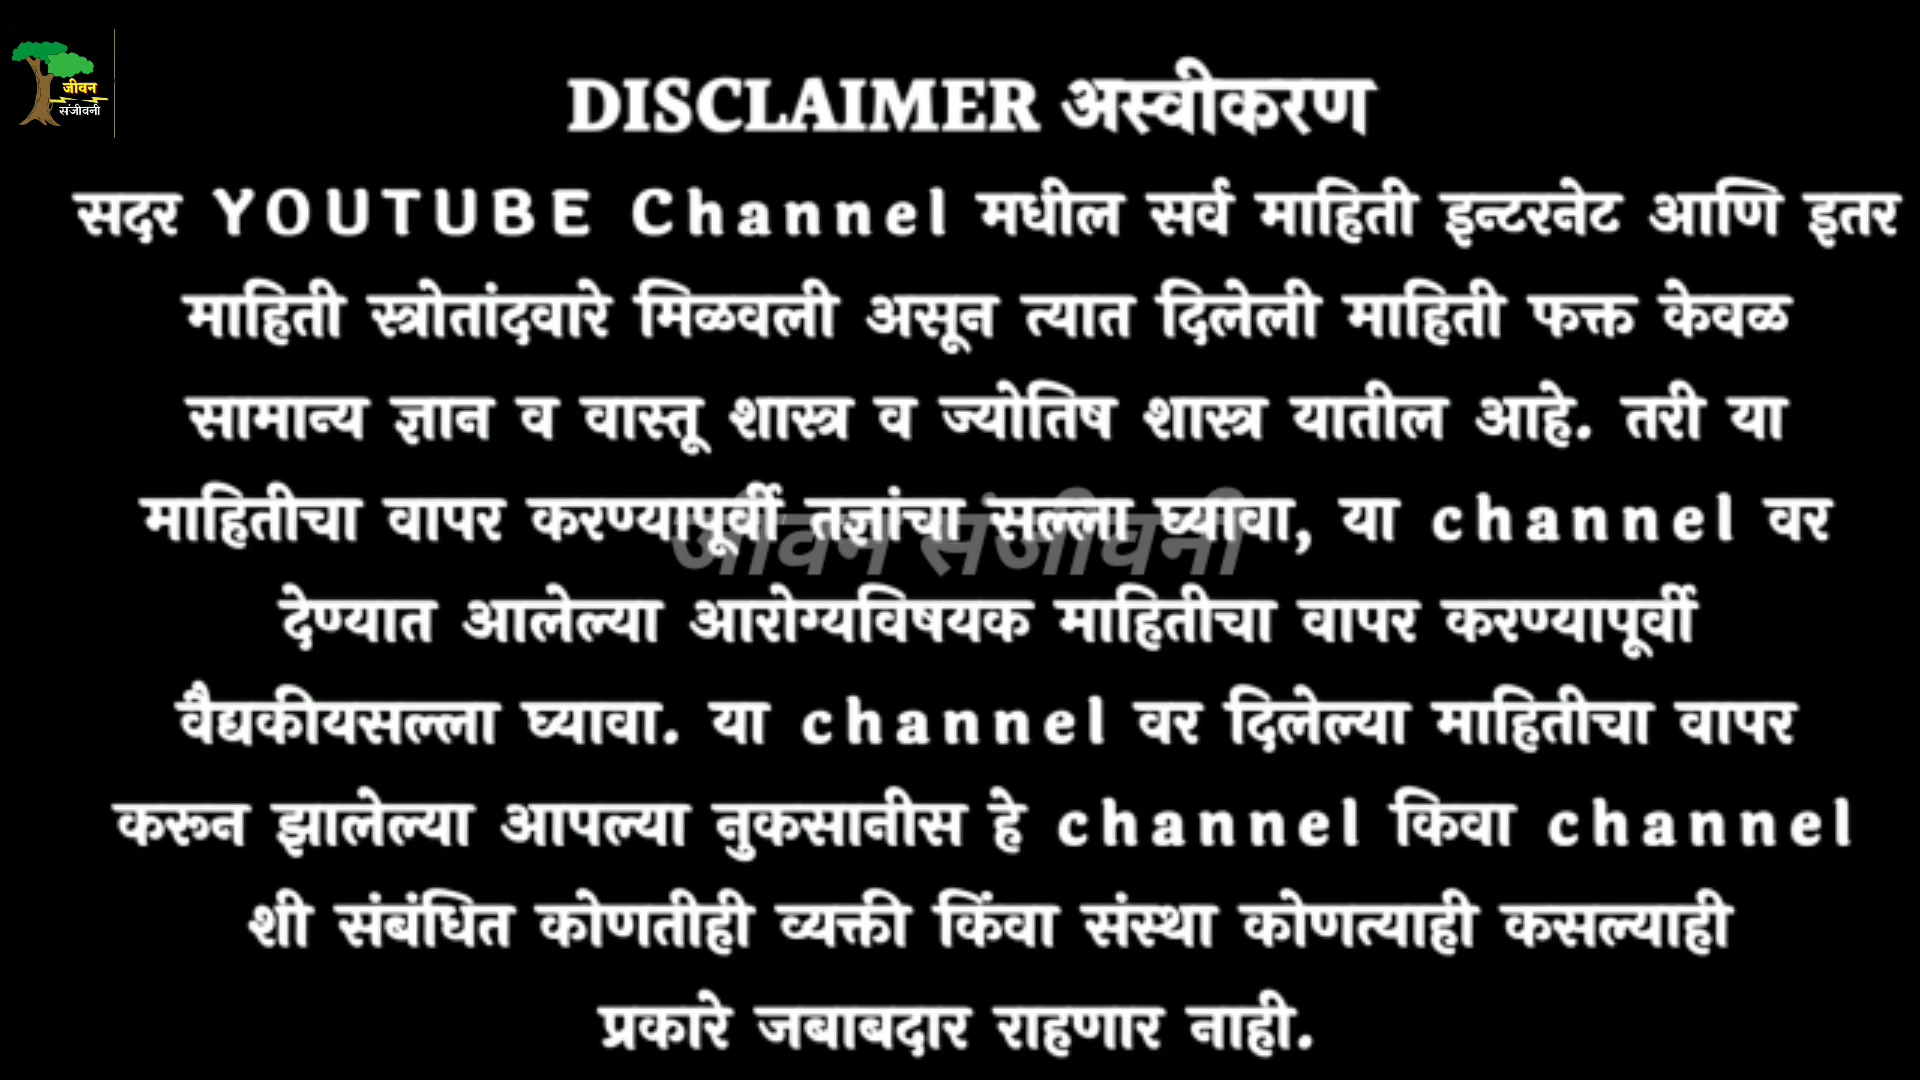 जीवन
संजीवनी
DISCLAIMER अस्वीकरण
सदर YOUTUBE Channel मधील सर्व माहिती इन्टरनेट आणि इतर
माहिती स्त्रोतांदवारे मिळवली असून त्यात दिलेली माहिती फक्त केवळ
सामान्य ज्ञान व वास्तू शास्त्र व ज्योतिष शास्त्र यातील आहे. तरी या
माहितीचा वापर करण्यापूर्वी तज्ञांचा सल्ला घ्यावा, या channel वर
जीवन संजीवनी
देण्यात आलेल्या आरोग्यविषयक माहितीचा वापर करण्यापूर्वी
वैद्यकीयसल्ला घ्यावा. या channel वर दिलेल्या माहितीचा वापर
करून झालेल्या आपल्या नुकसानीस हे channel किवा channel
शी संबंधित कोणतीही व्यक्ती किंवा संस्था कोणत्याही कसल्याही
प्रकारे जबाबदार राहणार नाही.